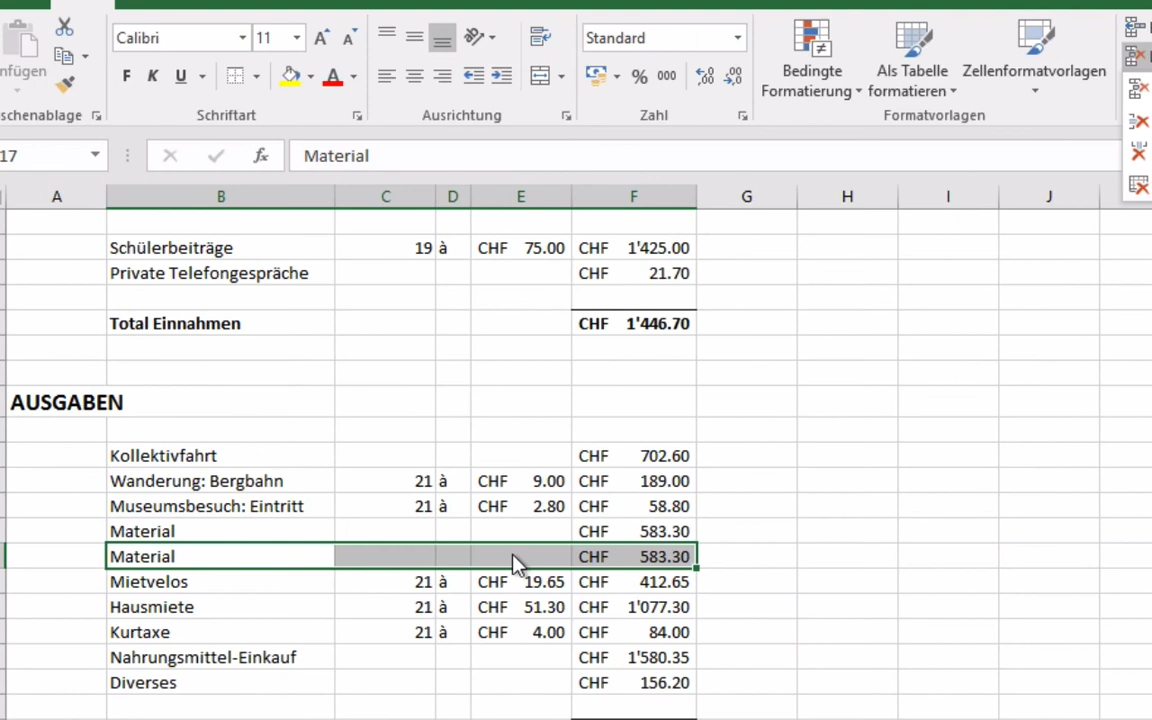 Calibri 11 Standard
nfügen F K U A % 000 Bedingte Formatierung Als Tabelle formatieren Zellenformatvorlagen
schenablage Schriftart Ausrichtung Zahl Formatvorlagen
17 fx Material
A B C D E F G H I J
Schülerbeiträge 19 à CHF 75.00 CHF 1'425.00
Private Telefongespräche CHF 21.70
Total Einnahmen CHF 1'446.70
AUSGABEN
Kollektivfahrt CHF 702.60
Wanderung: Bergbahn 21 à CHF 9.00 CHF 189.00
Museumsbesuch: Eintritt 21 à CHF 2.80 CHF 58.80
Material CHF 583.30
Material CHF 583.30
Mietvelos 21 à CHF 19.65 CHF 412.65
Hausmiete 21 à CHF 51.30 CHF 1'077.30
Kurtaxe 21 à CHF 4.00 CHF 84.00
Nahrungsmittel-Einkauf CHF 1'580.35
Diverses CHF 156.20